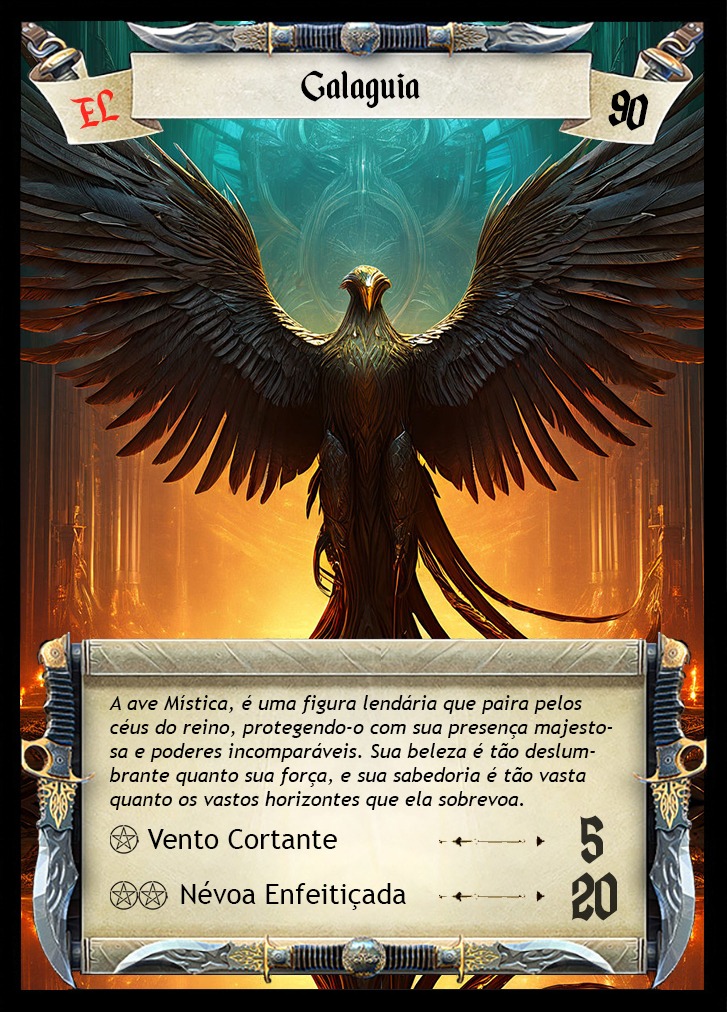 EL
Galaguia
90
A ave Mística, é uma figura lendária que paira pelos
céus do reino, protegendo-o com sua presença majesto-
sa e poderes incomparáveis. Sua beleza é tão deslum-
brante quanto sua força, e sua sabedoria é tão vasta
quanto os vastos horizontes que ela sobrevoa.
Vento Cortante 5
Névoa Enfeitiçada 20